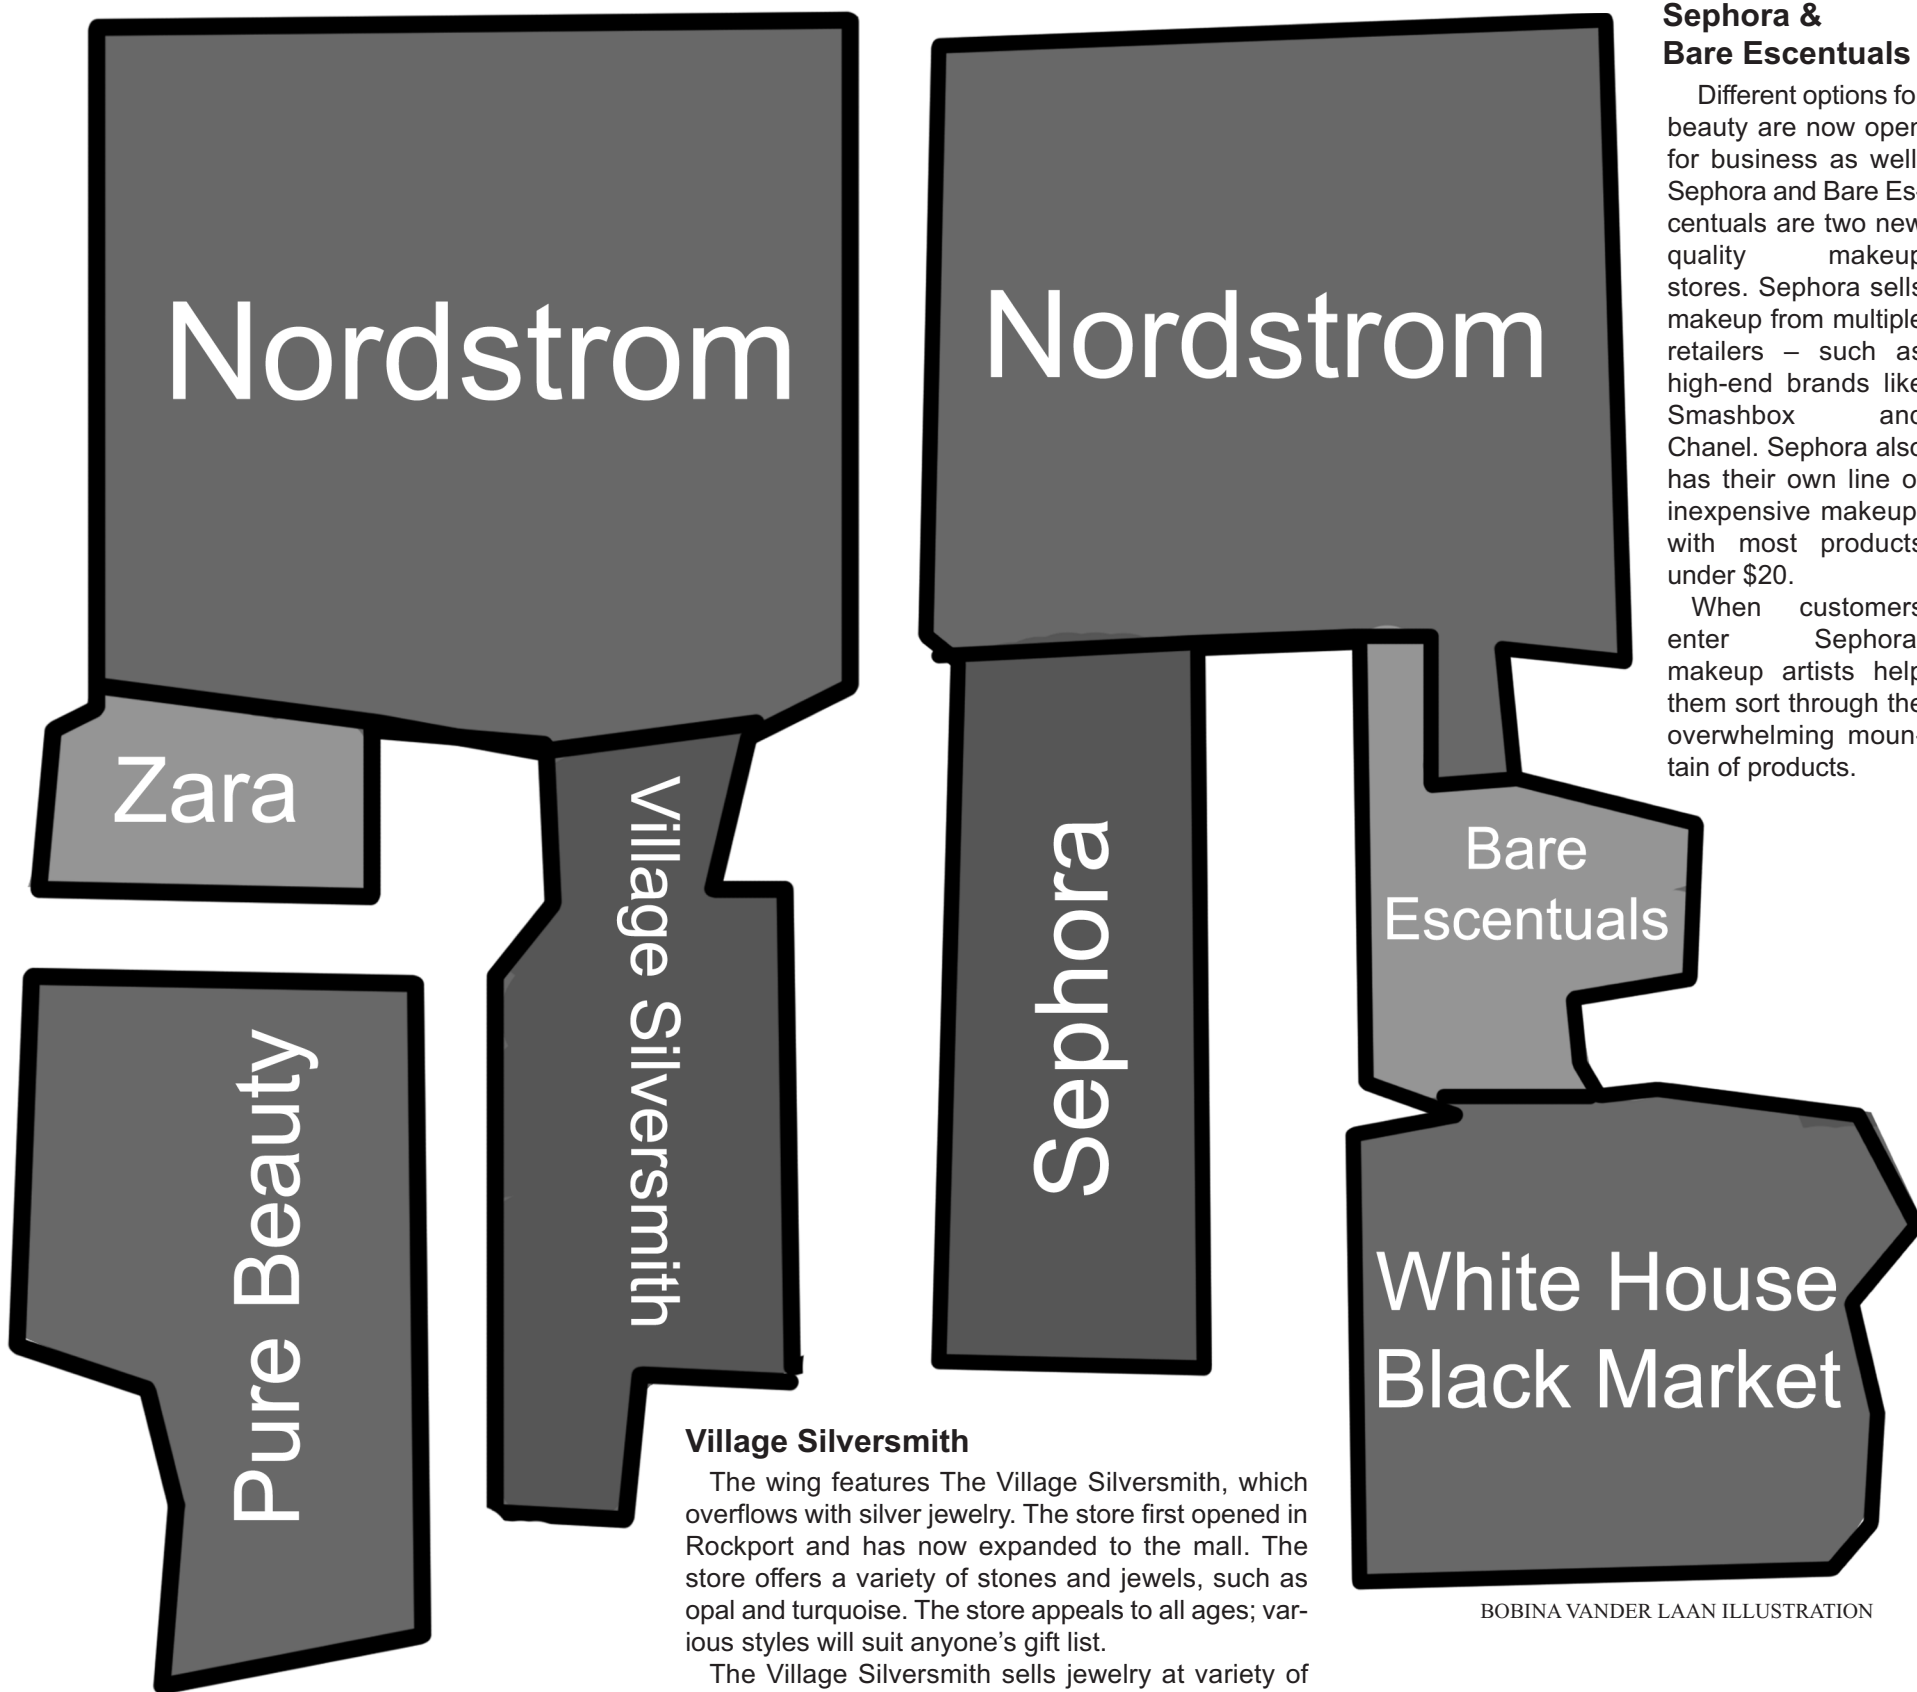 Nordstrom
Zara
Village Silversmith
Pure Beauty
Nordstrom
Sephora
Bare
Escentuals
White House
Black Market
Sephora &
Bare Escentuals
Different options fo
beauty are now open
for business as well
Sephora and Bare Es-
centuals are two new
quality makeup
stores. Sephora sells
makeup from multiple
retailers – such as
high-end brands like
Smashbox and
Chanel. Sephora also
has their own line o
inexpensive makeup
with most products
under $20.
When customers
enter Sephora
makeup artists help
them sort through the
overwhelming moun-
tain of products.
Village Silversmith
The wing features The Village Silversmith, which
overflows with silver jewelry. The store first opened in
Rockport and has now expanded to the mall. The
store offers a variety of stones and jewels, such as
opal and turquoise. The store appeals to all ages; var-
ious styles will suit anyone’s gift list.
The Village Silversmith sells jewelry at variety of
BOBINA VANDER LAAN ILLUSTRATION